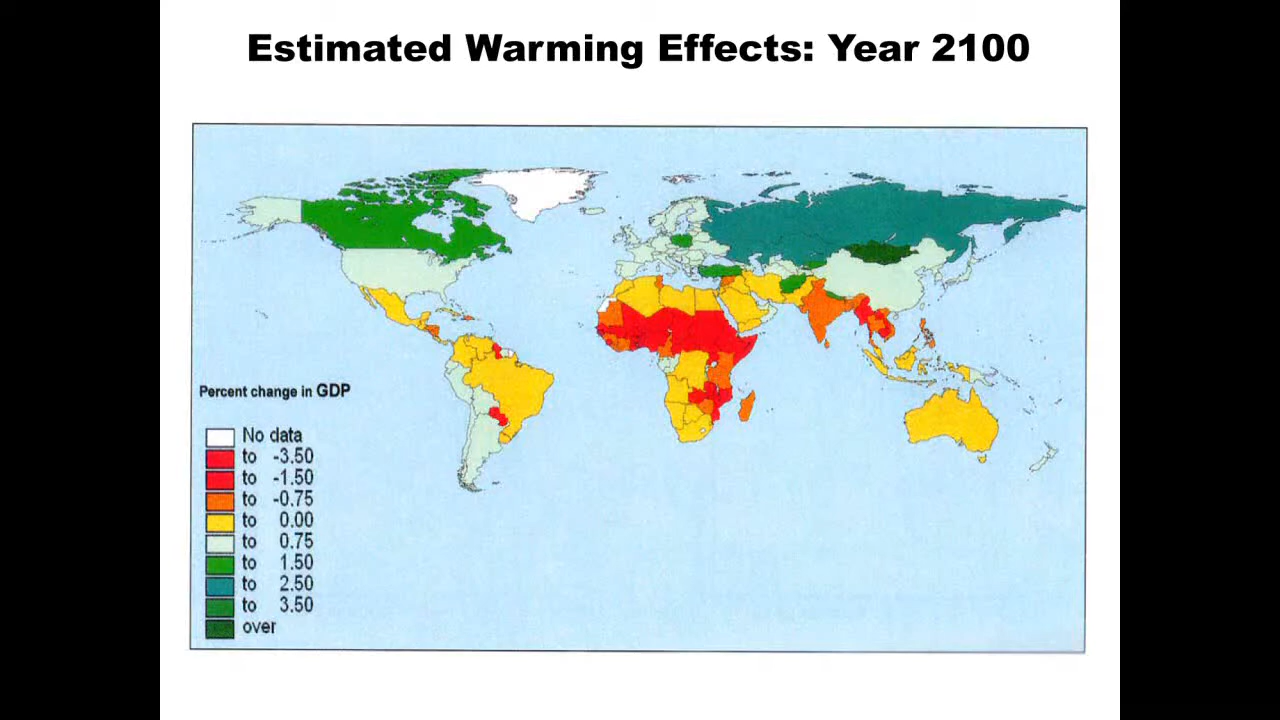 Estimated Warming Effects: Year 2100
Percent change in GDP
No data
to -3.50
to -1.50
to -0.75
to 0.00
to 0.75
to 1.50
to 2.50
to 3.50
over